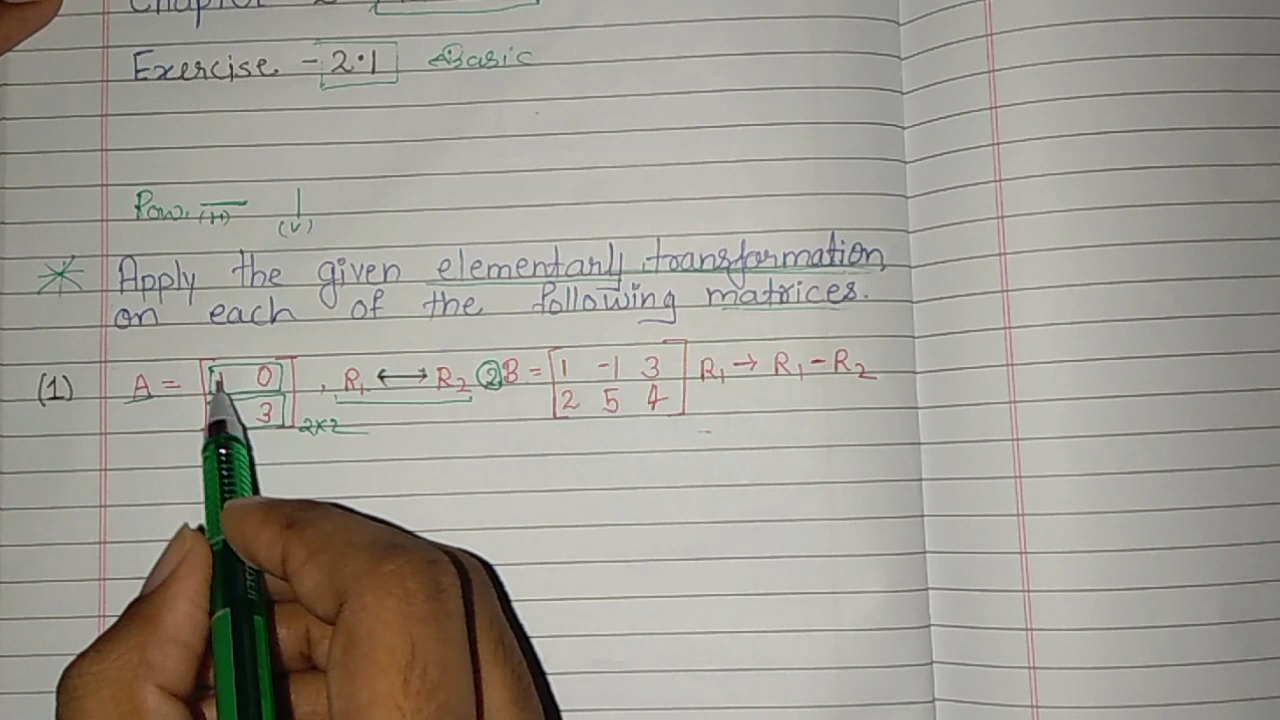 Chapter
Exercise - 2.1 Basic
Row. (H) (V)
Apply the given elementary transformation
on each of the following matrices.
(1) A = [ 0 , R₁ ⟷ R₂ ② B = [1 -1 3 R₁ → R₁ - R₂
3 ] 2×2 2 5 4]